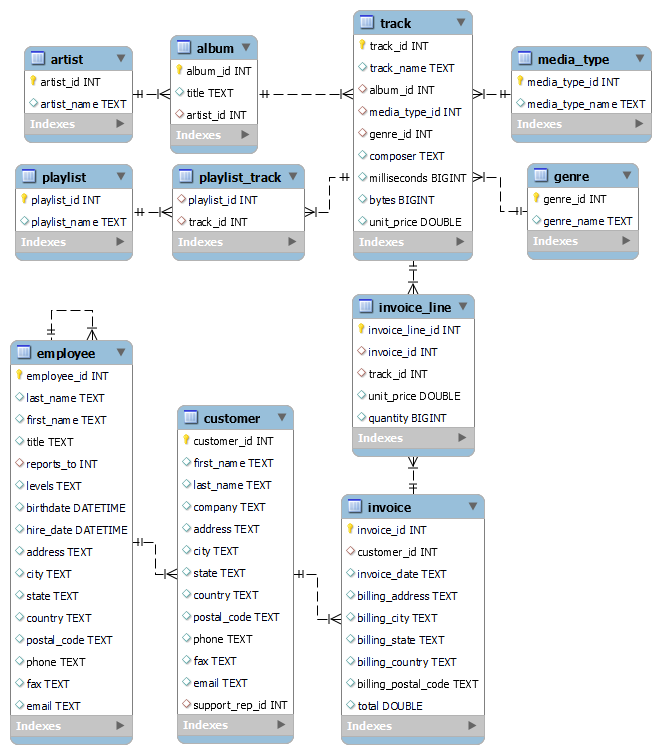 artist
artist_id INT
artist_name TEXT
Indexes
album
album_id INT
title TEXT
artist_id INT
Indexes
track
track_id INT
track_name TEXT
album_id INT
media_type_id INT
genre_id INT
composer TEXT
milliseconds BIGINT
bytes BIGINT
unit_price DOUBLE
Indexes
media_type
media_type_id INT
media_type_name TEXT
Indexes
playlist
playlist_id INT
playlist_name TEXT
Indexes
playlist_track
playlist_id INT
track_id INT
Indexes
genre
genre_id INT
genre_name TEXT
Indexes
invoice_line
invoice_line_id INT
invoice_id INT
track_id INT
unit_price DOUBLE
quantity BIGINT
Indexes
employee
employee_id INT
last_name TEXT
first_name TEXT
title TEXT
reports_to INT
levels TEXT
birthdate DATETIME
hire_date DATETIME
address TEXT
city TEXT
state TEXT
country TEXT
postal_code TEXT
phone TEXT
fax TEXT
email TEXT
Indexes
customer
customer_id INT
first_name TEXT
last_name TEXT
company TEXT
address TEXT
city TEXT
state TEXT
country TEXT
postal_code TEXT
phone TEXT
fax TEXT
email TEXT
support_rep_id INT
Indexes
invoice
invoice_id INT
customer_id INT
invoice_date TEXT
billing_address TEXT
billing_city TEXT
billing_state TEXT
billing_country TEXT
billing_postal_code TEXT
total DOUBLE
Indexes